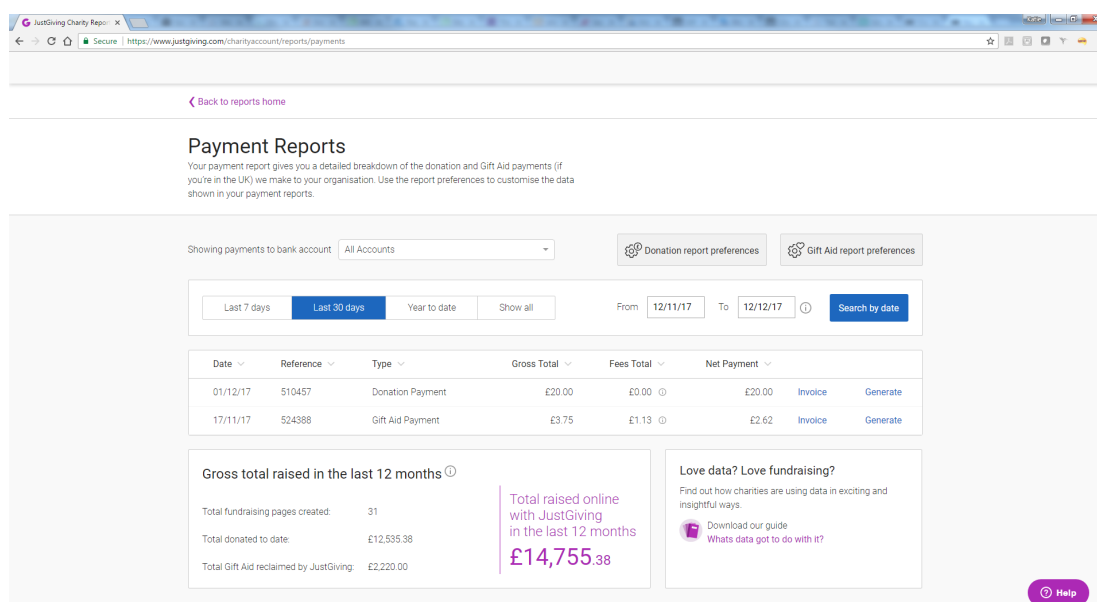 JustGiving Charity Repor
Secure | https://www.justgiving.com/charityaccount/reports/payments
Back to reports home
Payment Reports
Your payment report gives you a detailed breakdown of the donation and Gift Aid payments (if
you're in the UK) we make to your organisation. Use the report preferences to customise the data
shown in your payment reports.
Showing payments to bank account All Accounts Donation report preferences Gift Aid report preferences
Last 7 days Last 30 days Year to date Show all From 12/11/17 To 12/12/17 Search by date
Date Reference Type Gross Total Fees Total Net Payment
01/12/17 510457 Donation Payment £20.00 £0.00 £20.00 Invoice Generate
17/11/17 524388 Gift Aid Payment £3.75 £1.13 £2.62 Invoice Generate
Gross total raised in the last 12 months
Total fundraising pages created: 31
Total donated to date: £12,535.38
Total Gift Aid reclaimed by JustGiving: £2,220.00
Total raised online
with JustGiving
in the last 12 months
£14,755.38
Love data? Love fundraising?
Find out how charities are using data in exciting and
insightful ways.
Download our guide
Whats data got to do with it?
Help